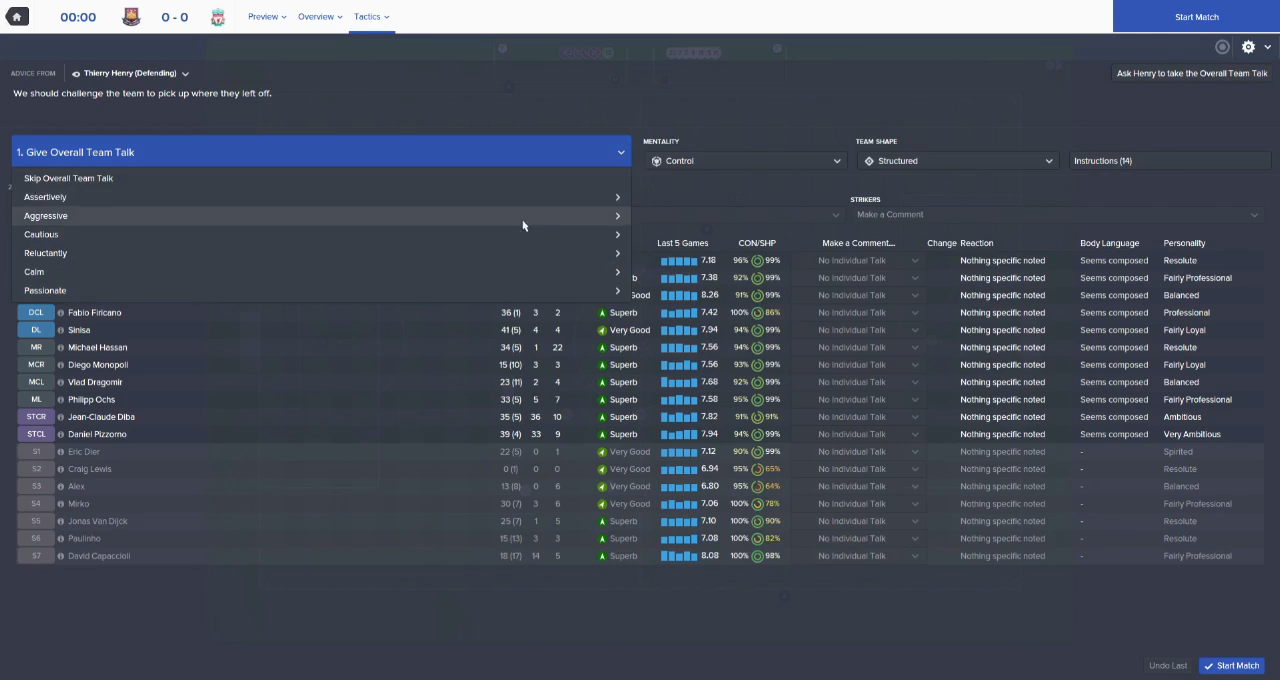 00:00 0 - 0 Preview Overview Tactics Start Match
ADVICE FROM Thierry Henry (Defending) Ask Henry to take the Overall Team Talk
We should challenge the team to pick up where they left off.
1. Give Overall Team Talk
MENTALITY TEAM SHAPE
Control Structured Instructions (14)
Skip Overall Team Talk
Assertively
Aggressive
Cautious
Reluctantly
Calm
Passionate
STRIKERS
Make a Comment
Last 5 Games CON/SHP Make a Comment... Change Reaction Body Language Personality
7.18 96% 99% No Individual Talk Nothing specific noted Seems composed Resolute
7.38 92% 99% No Individual Talk Nothing specific noted Seems composed Fairly Professional
Good 8.26 91% 99% No Individual Talk Nothing specific noted Seems composed Balanced
DCL Fabio Firicano 36 (1) 3 2 Superb 7.42 100% 86% No Individual Talk Nothing specific noted Seems composed Professional
DL Sinisa 41 (5) 4 4 Very Good 7.94 94% 99% No Individual Talk Nothing specific noted Seems composed Fairly Loyal
MR Michael Hassan 34 (5) 1 22 Superb 7.56 94% 99% No Individual Talk Nothing specific noted Seems composed Resolute
MCR Diego Monopoli 15 (10) 3 3 Superb 7.56 93% 99% No Individual Talk Nothing specific noted Seems composed Fairly Loyal
MCL Vlad Dragomir 23 (11) 2 4 Superb 7.68 92% 99% No Individual Talk Nothing specific noted Seems composed Balanced
ML Philipp Ochs 33 (5) 5 7 Superb 7.58 95% 99% No Individual Talk Nothing specific noted Seems composed Fairly Professional
STCR Jean-Claude Diba 35 (5) 36 10 Superb 7.82 91% 91% No Individual Talk Nothing specific noted Seems composed Ambitious
STCL Daniel Pizzorno 39 (4) 33 9 Superb 7.94 94% 99% No Individual Talk Nothing specific noted Seems composed Very Ambitious
S1 Eric Dier 22 (5) 0 1 Very Good 7.12 90% 99% No Individual Talk Nothing specific noted - Spirited
S2 Craig Lewis 0 (1) 0 0 Very Good 6.94 95% 65% No Individual Talk Nothing specific noted - Resolute
S3 Alex 13 (8) 0 6 Very Good 6.80 95% 64% No Individual Talk Nothing specific noted - Balanced
S4 Mirko 30 (7) 3 6 Very Good 7.06 100% 78% No Individual Talk Nothing specific noted - Fairly Professional
S5 Jonas Van Dijck 25 (7) 1 5 Superb 7.10 100% 90% No Individual Talk Nothing specific noted - Resolute
S6 Paulinho 15 (13) 3 3 Superb 7.08 100% 82% No Individual Talk Nothing specific noted - Resolute
S7 David Capaccioli 18 (17) 14 5 Superb 8.08 100% 98% No Individual Talk Nothing specific noted - Fairly Professional
Undo Last Start Match